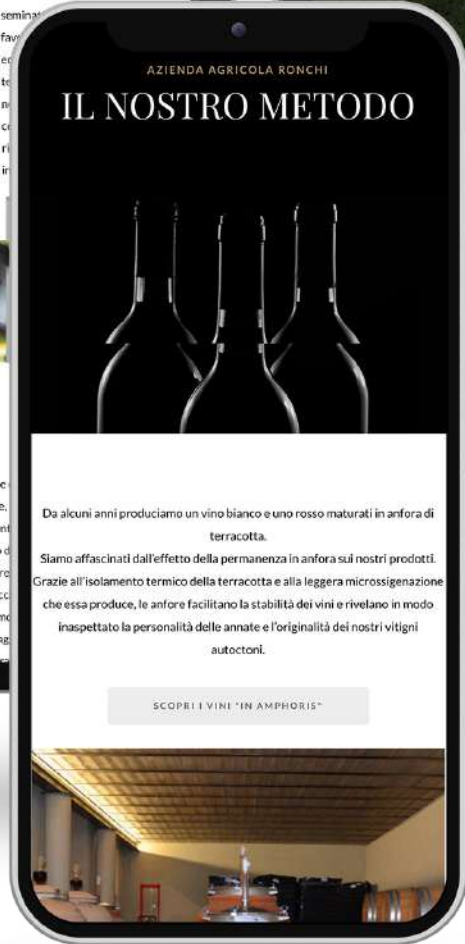 AZIENDA AGRICOLA RONCHI
IL NOSTRO METODO
Da alcuni anni produciamo un vino bianco e uno rosso maturati in anfora di
terracotta.
Siamo affascinati dall'effetto della permanenza in anfora sui nostri prodotti.
Grazie all'isolamento termico della terracotta e alla leggera microssigenazione
che essa produce, le anfore facilitano la stabilità dei vini e rivelano in modo
inaspettato la personalità delle annate e l'originalità dei nostri vitigni
autoctoni.
SCOPRI I VINI "IN AMPHORIS"